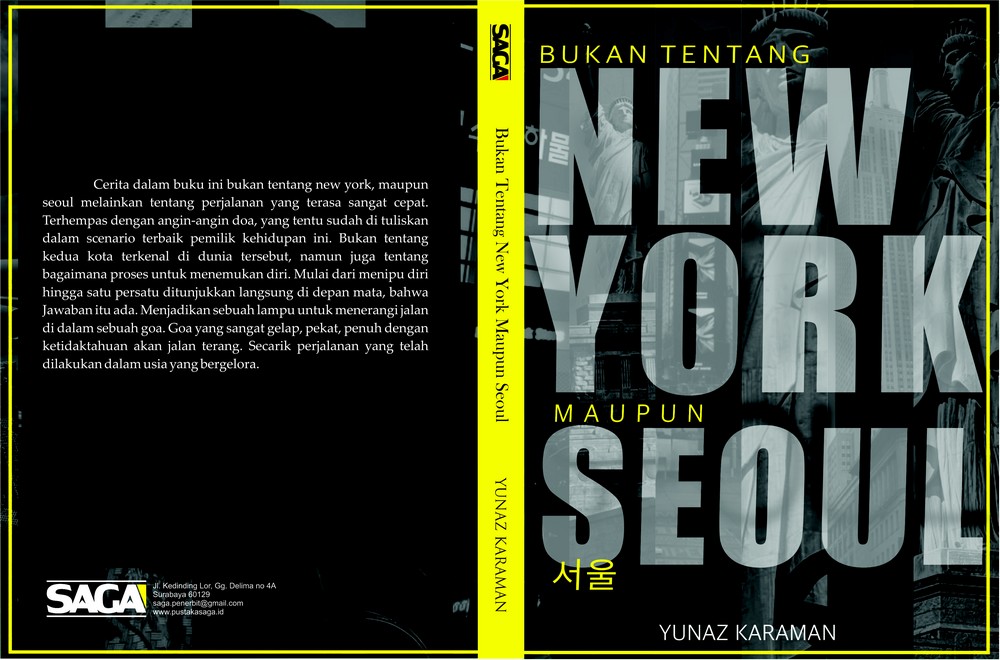 Cerita dalam buku ini bukan tentang new york, maupun
seoul melainkan tentang perjalanan yang terasa sangat cepat.
Terhempas dengan angin-angin doa, yang tentu sudah di tuliskan
dalam scenario terbaik pemilik kehidupan ini. Bukan tentang
kedua kota terkenal di dunia tersebut, namun juga tentang
bagaimana proses untuk menemukan diri. Mulai dari menipu diri
hingga satu persatu ditunjukkan langsung di depan mata, bahwa
Jawaban itu ada. Menjadikan sebuah lampu untuk menerangi jalan
di dalam sebuah goa. Goa yang sangat gelap, pekat, penuh dengan
ketidaktahuan akan jalan terang. Secarik perjalanan yang telah
dilakukan dalam usia yang bergelora.
SAGA
Jl. Kedinding Lor, Gg. Delima no 4A
Surabaya 60129
saga.penerbit@gmail.com
www.pustakasaga.id
SAGA
Bukan Tentang New York Maupun Seoul
YUNAZ KARAMAN
BUKAN TENTANG
NEW
YORK
MAUPUN
SEOUL
서울
YUNAZ KARAMAN